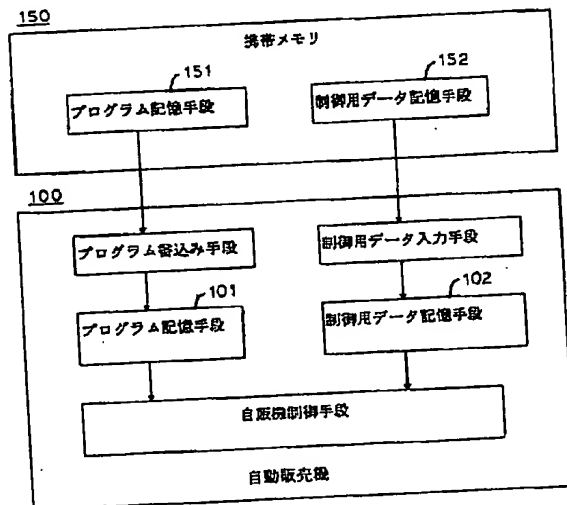 150
携帯メモリ
151
152
プログラム記憶手段
制御用データ記憶手段
100
プログラム書込み手段
制御用データ入力手段
101
102
プログラム記憶手段
制御用データ記憶手段
自販機制御手段
自動販売機